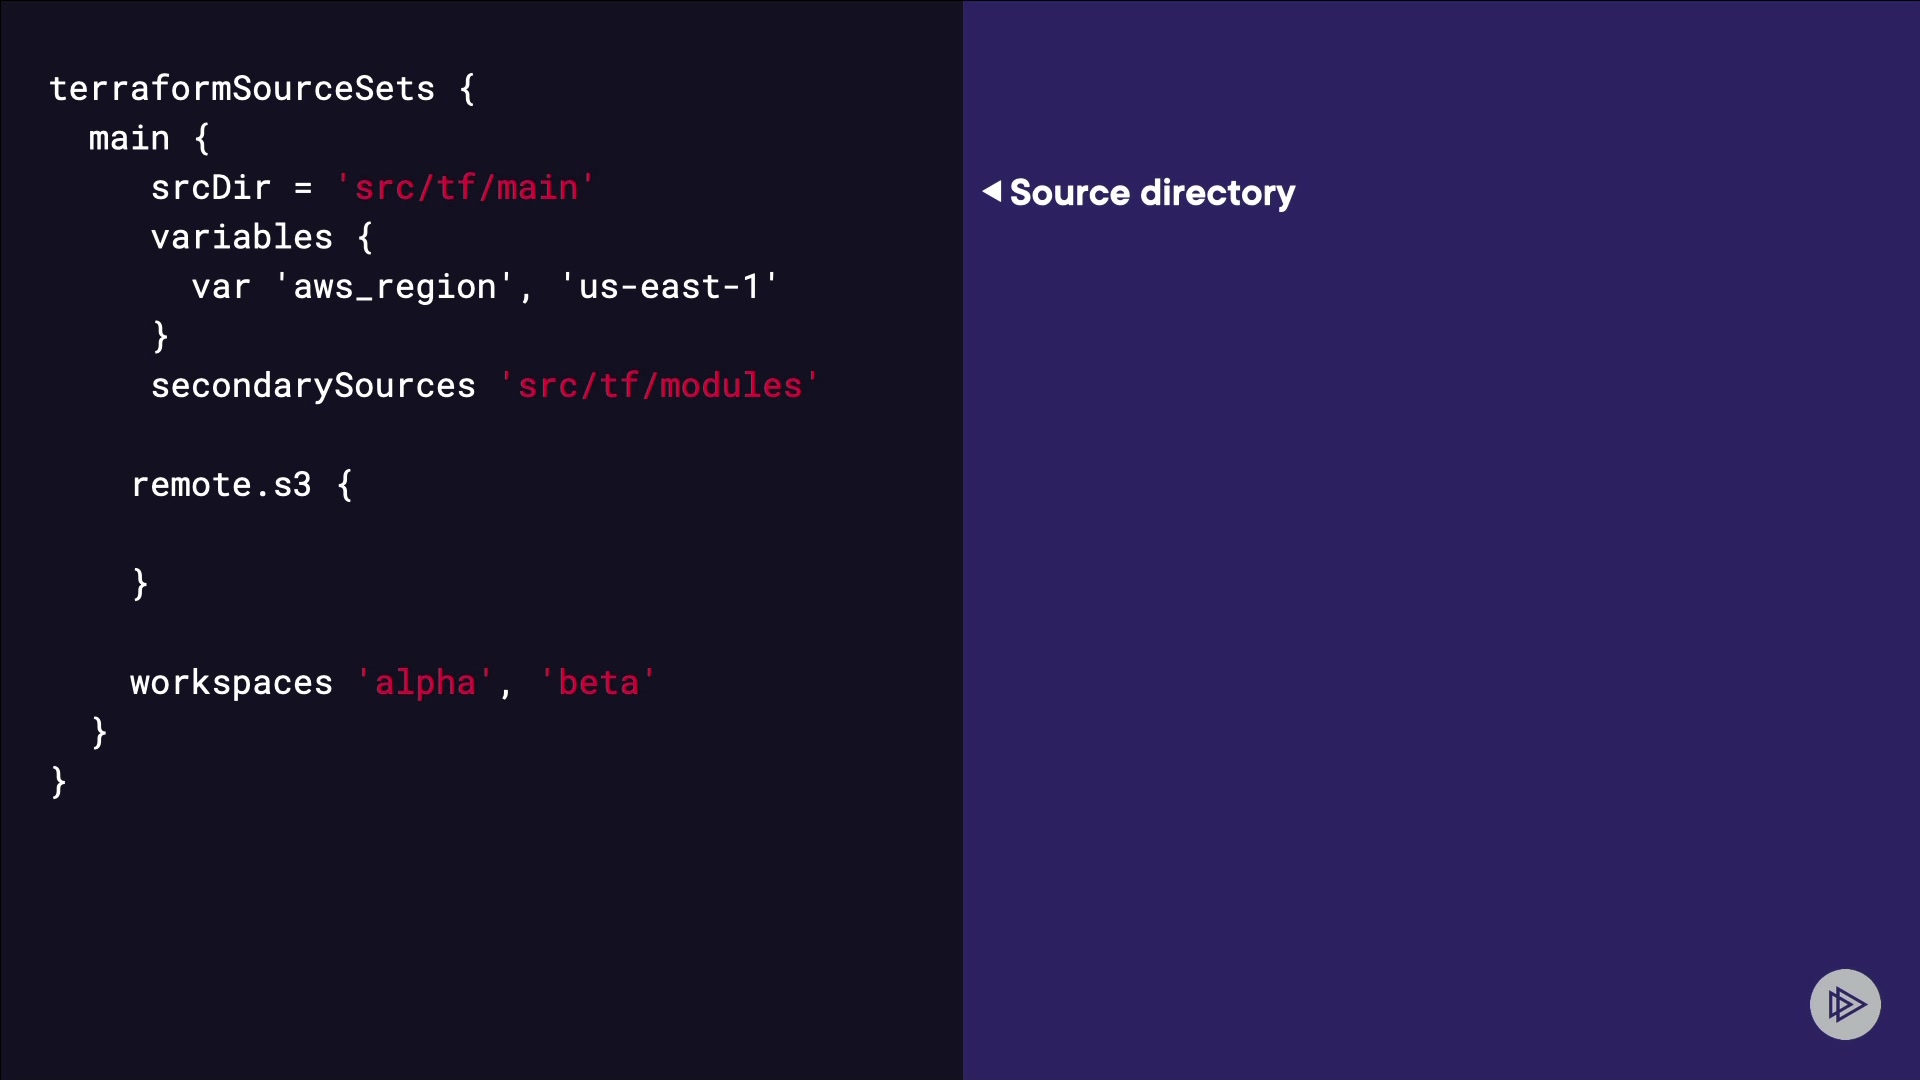 terraformSourceSets {
main {
srcDir = 'src/tf/main'
◀ Source directory
variables {
var 'aws_region', 'us-east-1'
}
secondarySources 'src/tf/modules'
remote.s3 {
}
workspaces 'alpha', 'beta'
}
}